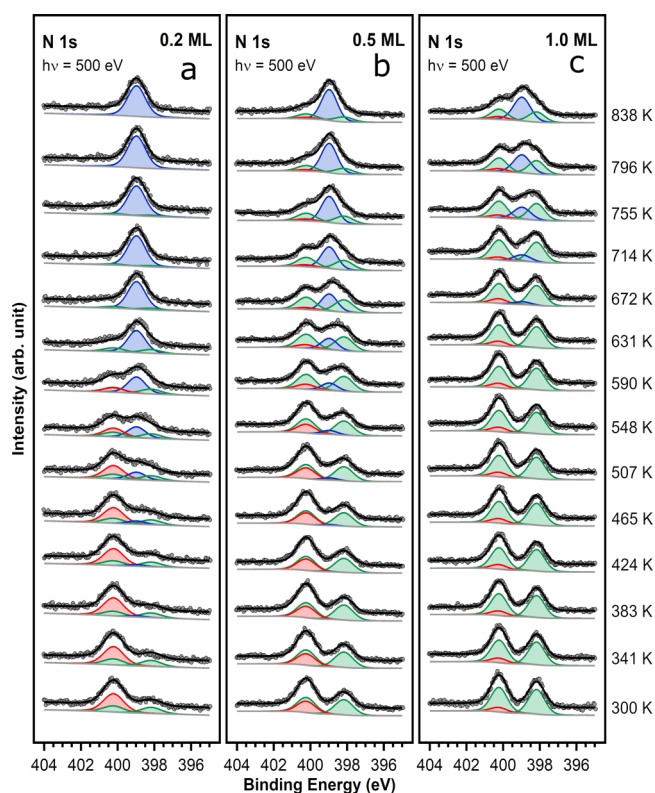 N 1s 0.2 ML
hν = 500 eV a
N 1s 0.5 ML
hν = 500 eV b
N 1s 1.0 ML
hν = 500 eV c
838 K
796 K
755 K
714 K
672 K
631 K
590 K
548 K
507 K
465 K
424 K
383 K
341 K
300 K
Intensity (arb. unit)
404 402 400 398 396 404 402 400 398 396 404 402 400 398 396
Binding Energy (eV)